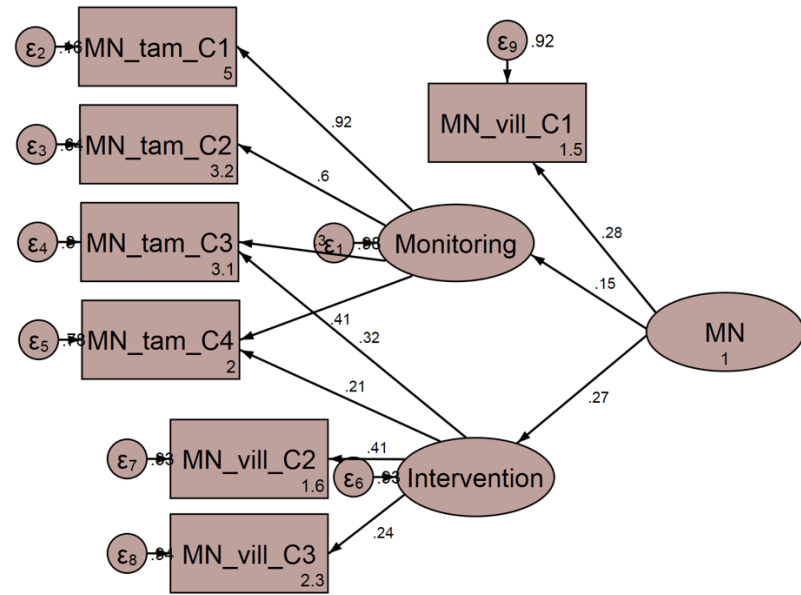 ε2
MN_tam_C1
5
ε9
.92
MN_vill_C1
1.5
ε3
MN_tam_C2
3.2
.92
.6
ε4
MN_tam_C3
3.1
.3
ε1
Monitoring
.28
.15
ε5
.78
MN_tam_C4
2
.41
.32
MN
1
.21
.27
ε7
MN_vill_C2
1.6
.41
ε6
Intervention
ε8
MN_vill_C3
2.3
.24